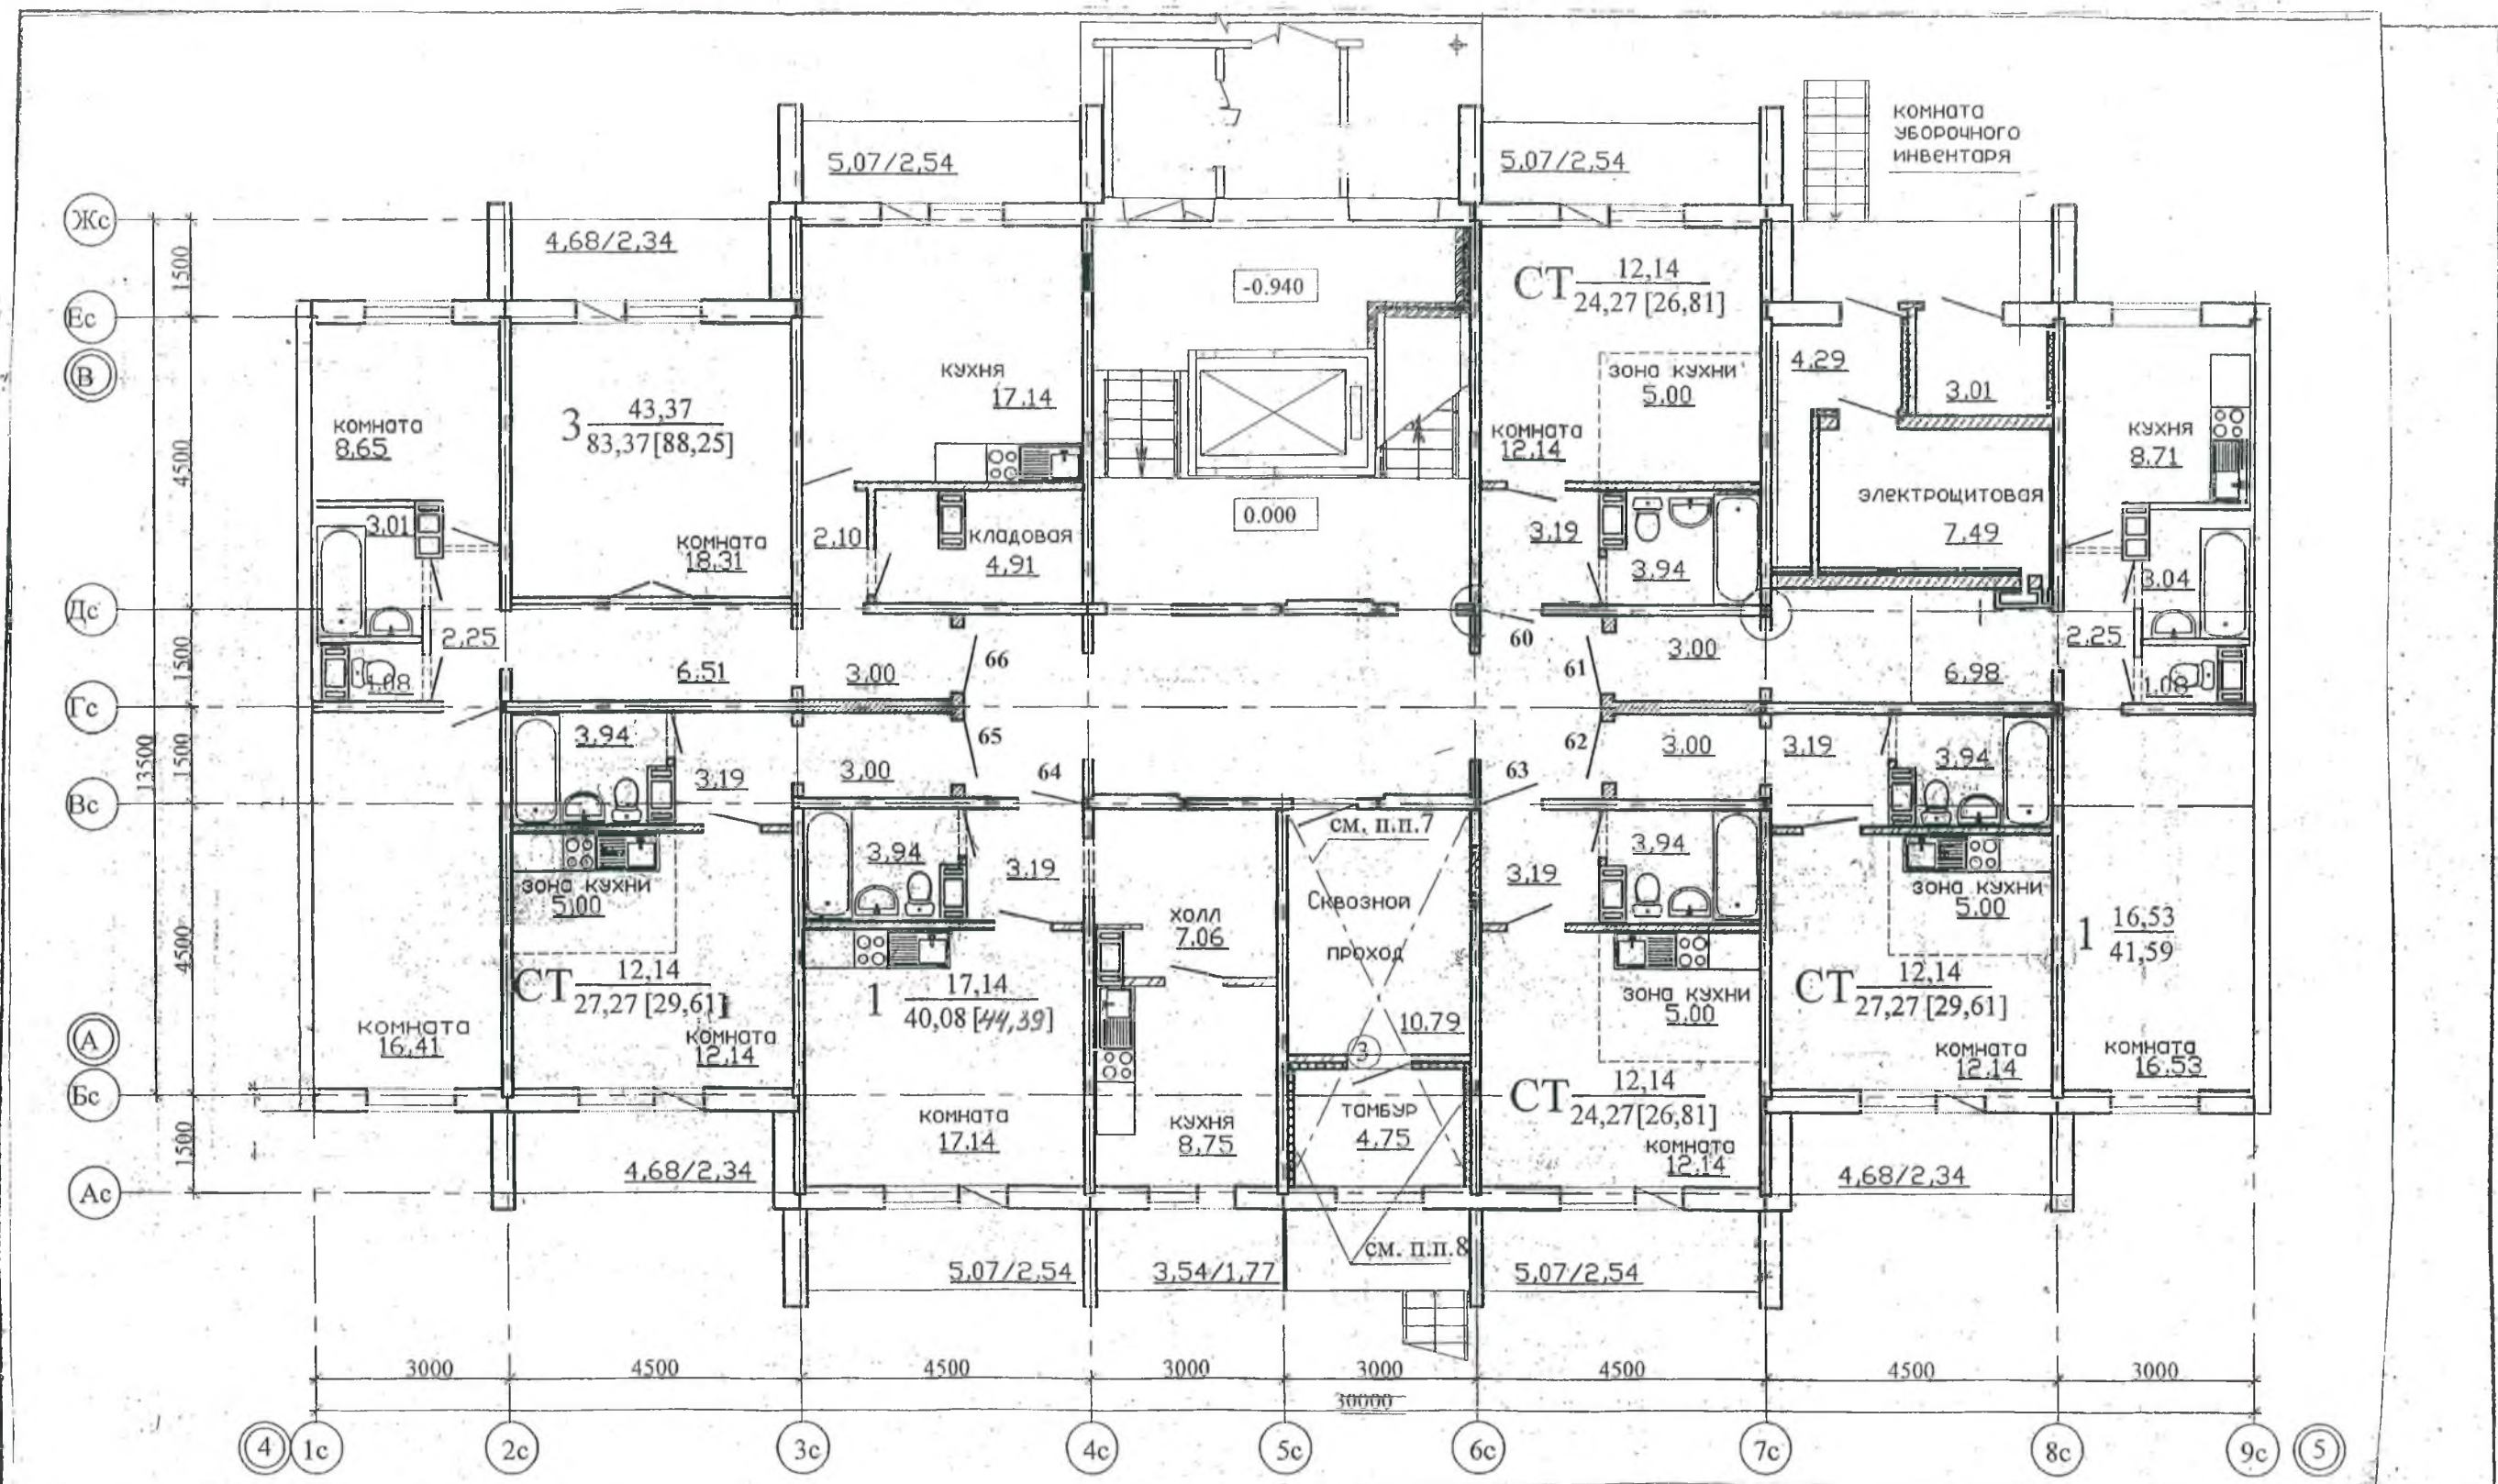 комната
уборочного
инвентаря
5,07/2,54
5,07/2,54
Жс
4,68/2,34
1500
-0.940
СТ 12,14
24,27 [26,81]
Ес
В
кухня
17.14
зона кухни
5.00
4.29
3.01
3 43,37
83,37[88,25]
комната
8.65
комната
12.14
кухня
8.71
4500
электрощитовая
7.49
0.000
3.01
комната
18.31
2.10
кладовая
4.91
3.19
3.94
3.04
Дс
2.25
60
2.25
1500
66
61
3.00
6.51
3.00
6.98
1.08
1.08
Гс
3.94
65
62
3.00
3.19
3.94
13500
1500
3.19
3.00
64
63
Вс
см. п.п.7
3.94
3.19
3.19
3.94
зона кухни
5.00
холл
7.06
Сквозной
проход
зона кухни
5.00
1 16,53
41,59
4500
СТ 12,14
27,27 [29,61]
1 17,14
40,08 [44,39]
зона кухни
5.00
СТ 12,14
27,27 [29,61]
А
комната
16.41
комната
12.14
10.79
3
комната
12.14
комната
16.53
Бс
комната
17.14
кухня
8.75
тамбур
4.75
СТ 12,14
24,27[26,81]
комната
12.14
1500
4,68/2,34
4,68/2,34
Ас
см. п.п.8
5,07/2,54
3,54/1,77
5,07/2,54
3000
4500
4500
3000
3000
4500
4500
3000
30000
4
1с
2с
3с
4с
5с
6с
7с
8с
9с
5